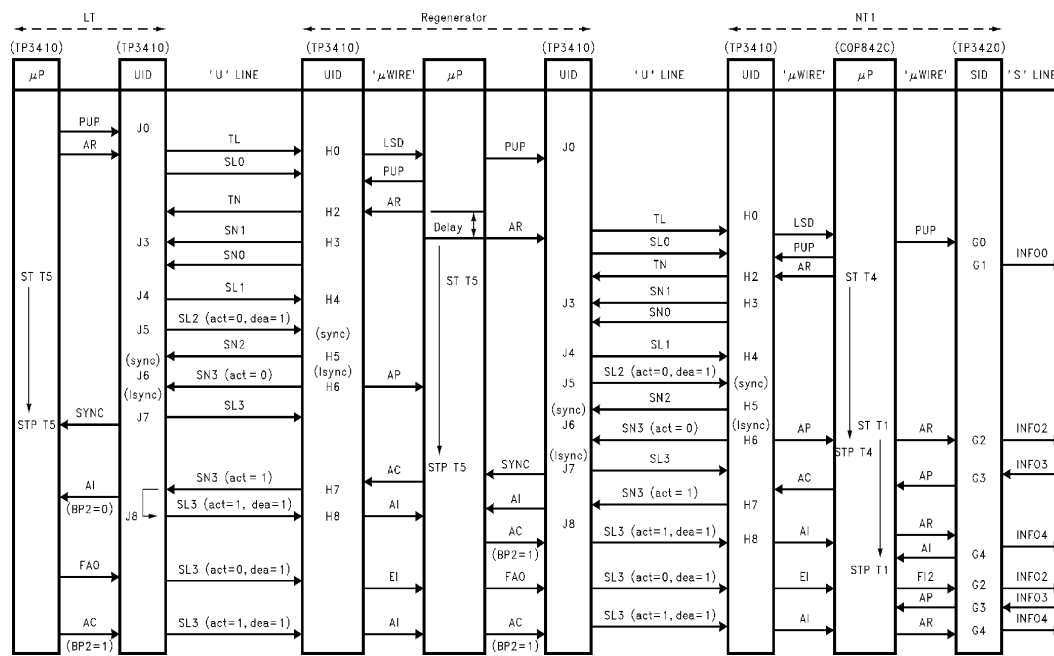 LT Regenerator NT1
(TP3410) (TP3410) (TP3410) (TP3410) (TP3410) (COP842C) (TP3420)
μP UID 'U' LINE UID 'μWIRE' μP UID 'U' LINE UID 'μWIRE' μP 'μWIRE' SID 'S' LINE
PUP J0
AR TL H0 LSD PUP J0
SL0 PUP
TN H2 AR TL H0 LSD
J3 SN1 H3 Delay AR SL0 PUP PUP G0
SN0 TN H2 AR G1 INFO0
ST T5 ST T5 ST T4
J4 SL1 H4 J3 SN1 H3
SN0
J5 SL2 (act=0, dea=1) (sync)
(sync) SN2 H5 J4 SL1 H4
J6 SN3 (act = 0) (Isync) H6 AP J5 SL2 (act=0, dea=1) (sync)
(Isync) (sync) SN2 H5
STP T5 SYNC J7 SL3 J6 SN3 (act = 0) (Isync) H6 AP ST T1 AR G2 INFO2
STP T4
(Isync)
STP T5 SYNC J7 SL3 INFO3
SN3 (act = 1) H7 AC AC AP G3
AI AI SN3 (act = 1) H7
(BP2=0) J8 SL3 (act=1, dea=1) H8 AI J8
AC SL3 (act=1, dea=1) H8 AI AR INFO4
(BP2=1) AI G4
STP T1
FA0 SL3 (act=0, dea=1) EI FA0 SL3 (act=0, dea=1) EI FI2 G2 INFO2
AP G3 INFO3
AC SL3 (act=1, dea=1) AI AC SL3 (act=1, dea=1) AI AR G4 INFO4
(BP2=1) (BP2=1)